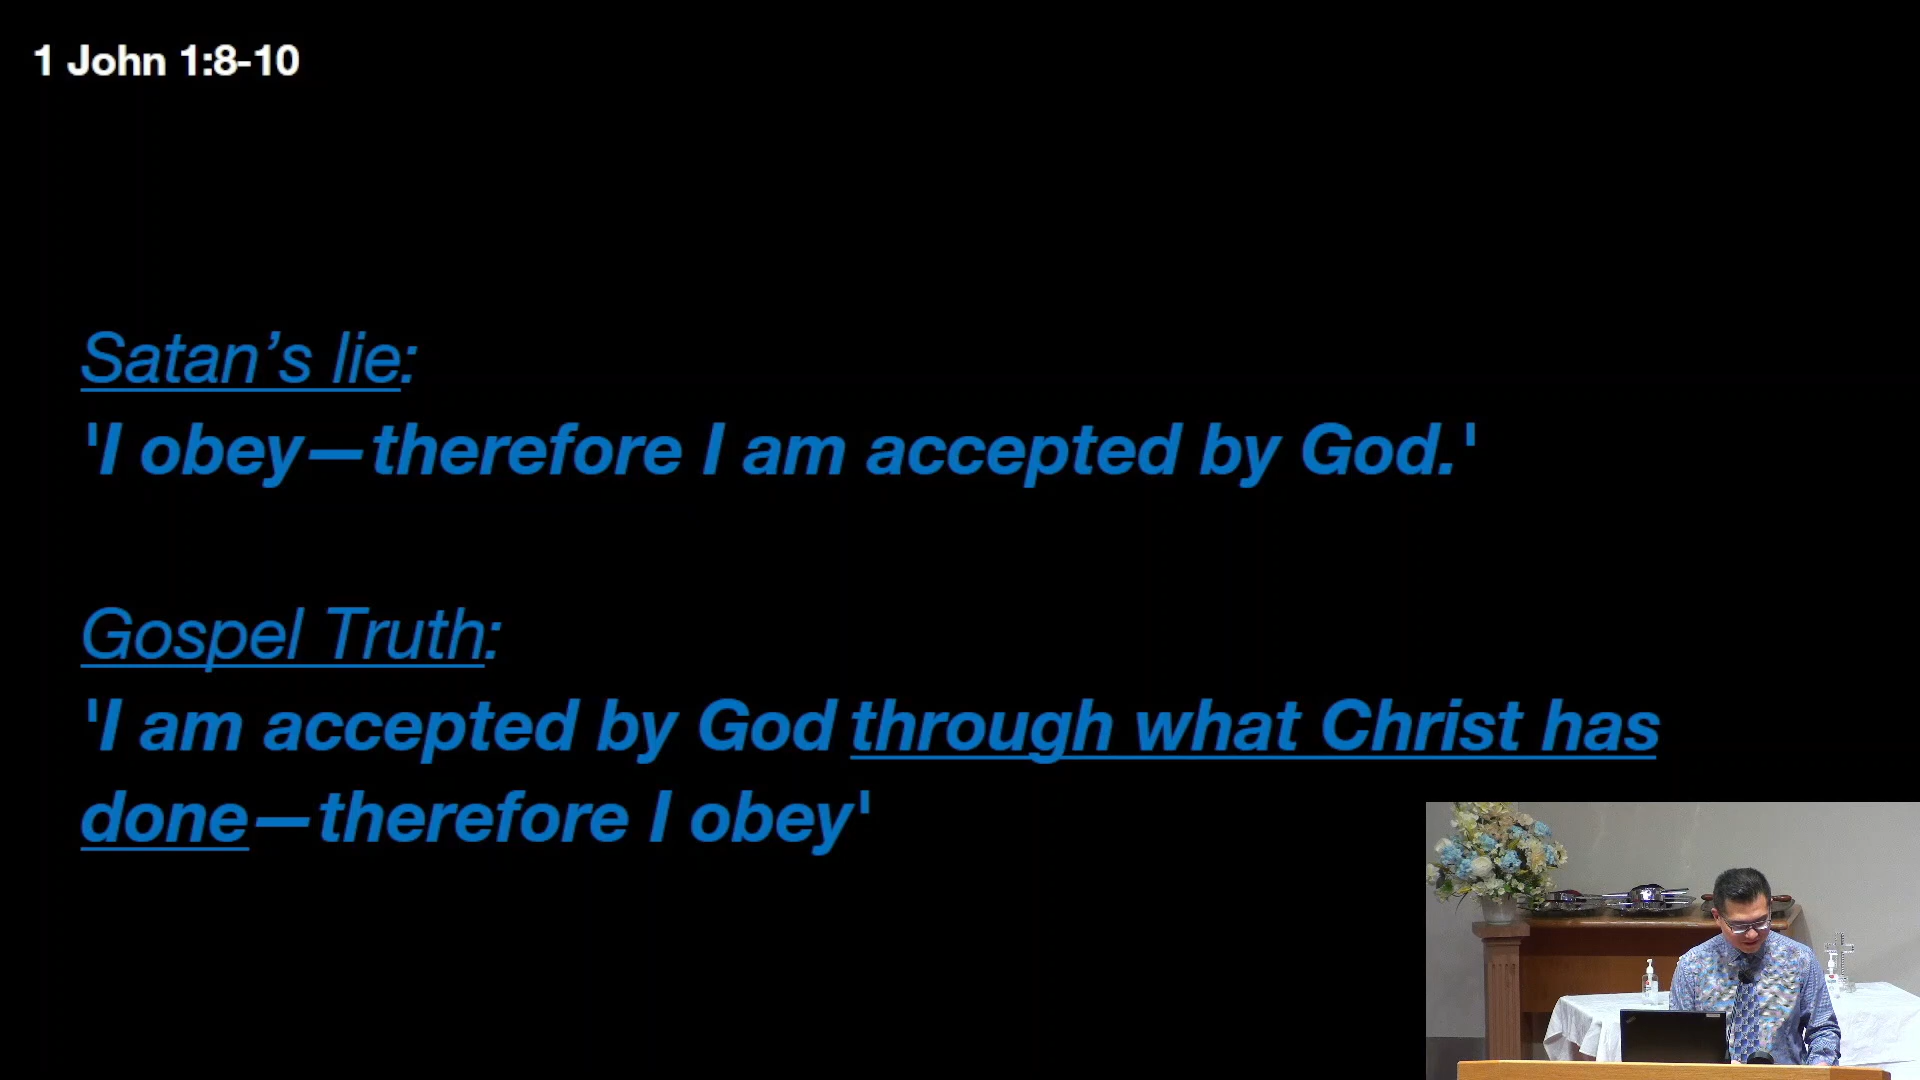 1 John 1:8-10
Satan’s lie:
'I obey—therefore I am accepted by God.'
Gospel Truth:
'I am accepted by God through what Christ has
done—therefore I obey'